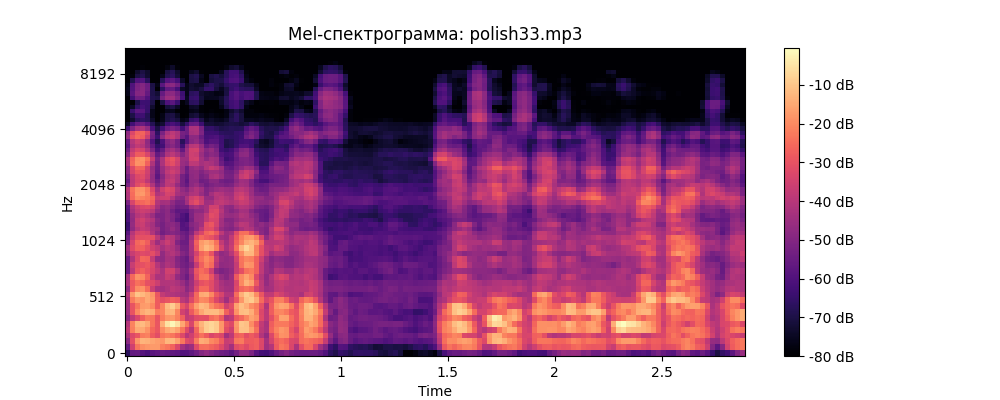 Mel-спектрограмма: polish33.mp3
8192
4096
2048
1024
512
0
Hz
0 0.5 1 1.5 2 2.5
Time
-10 dB
-20 dB
-30 dB
-40 dB
-50 dB
-60 dB
-70 dB
-80 dB